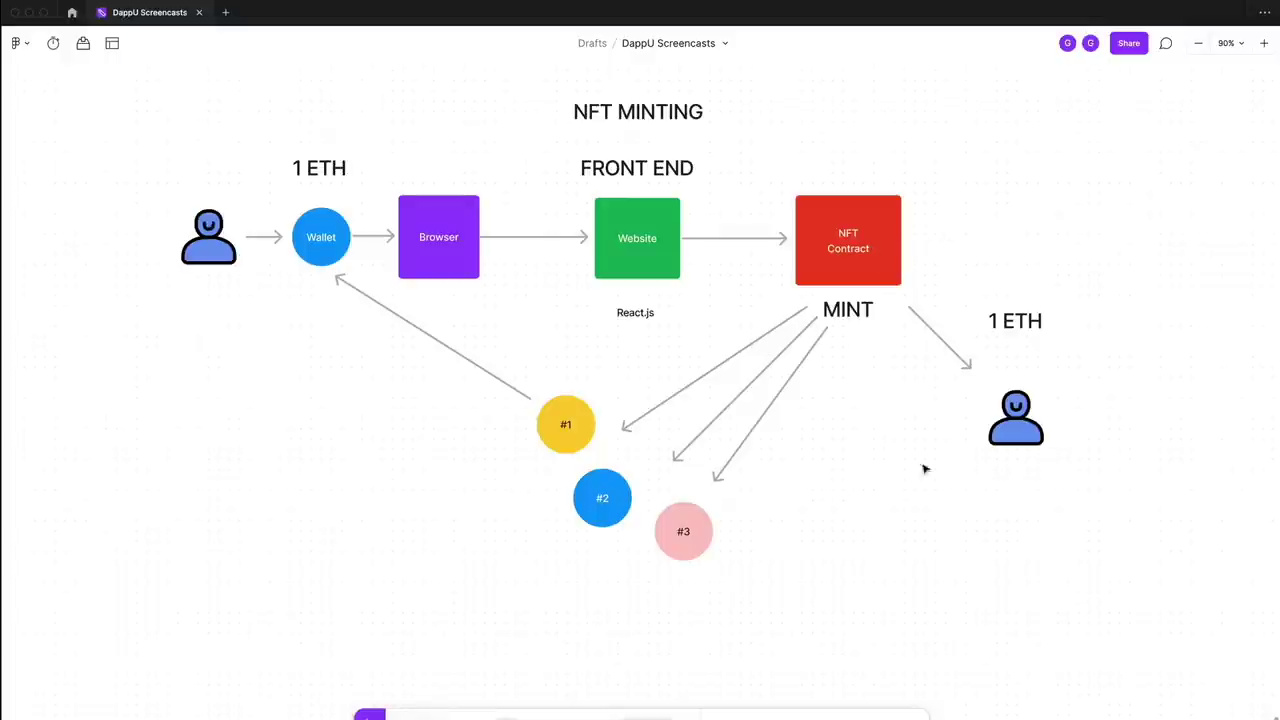 DappU Screencasts
Drafts / DappU Screencasts
G
G
Share
90%
NFT MINTING
1 ETH
FRONT END
Wallet
Browser
Website
NFT
Contract
React.js
MINT
1 ETH
#1
#2
#3